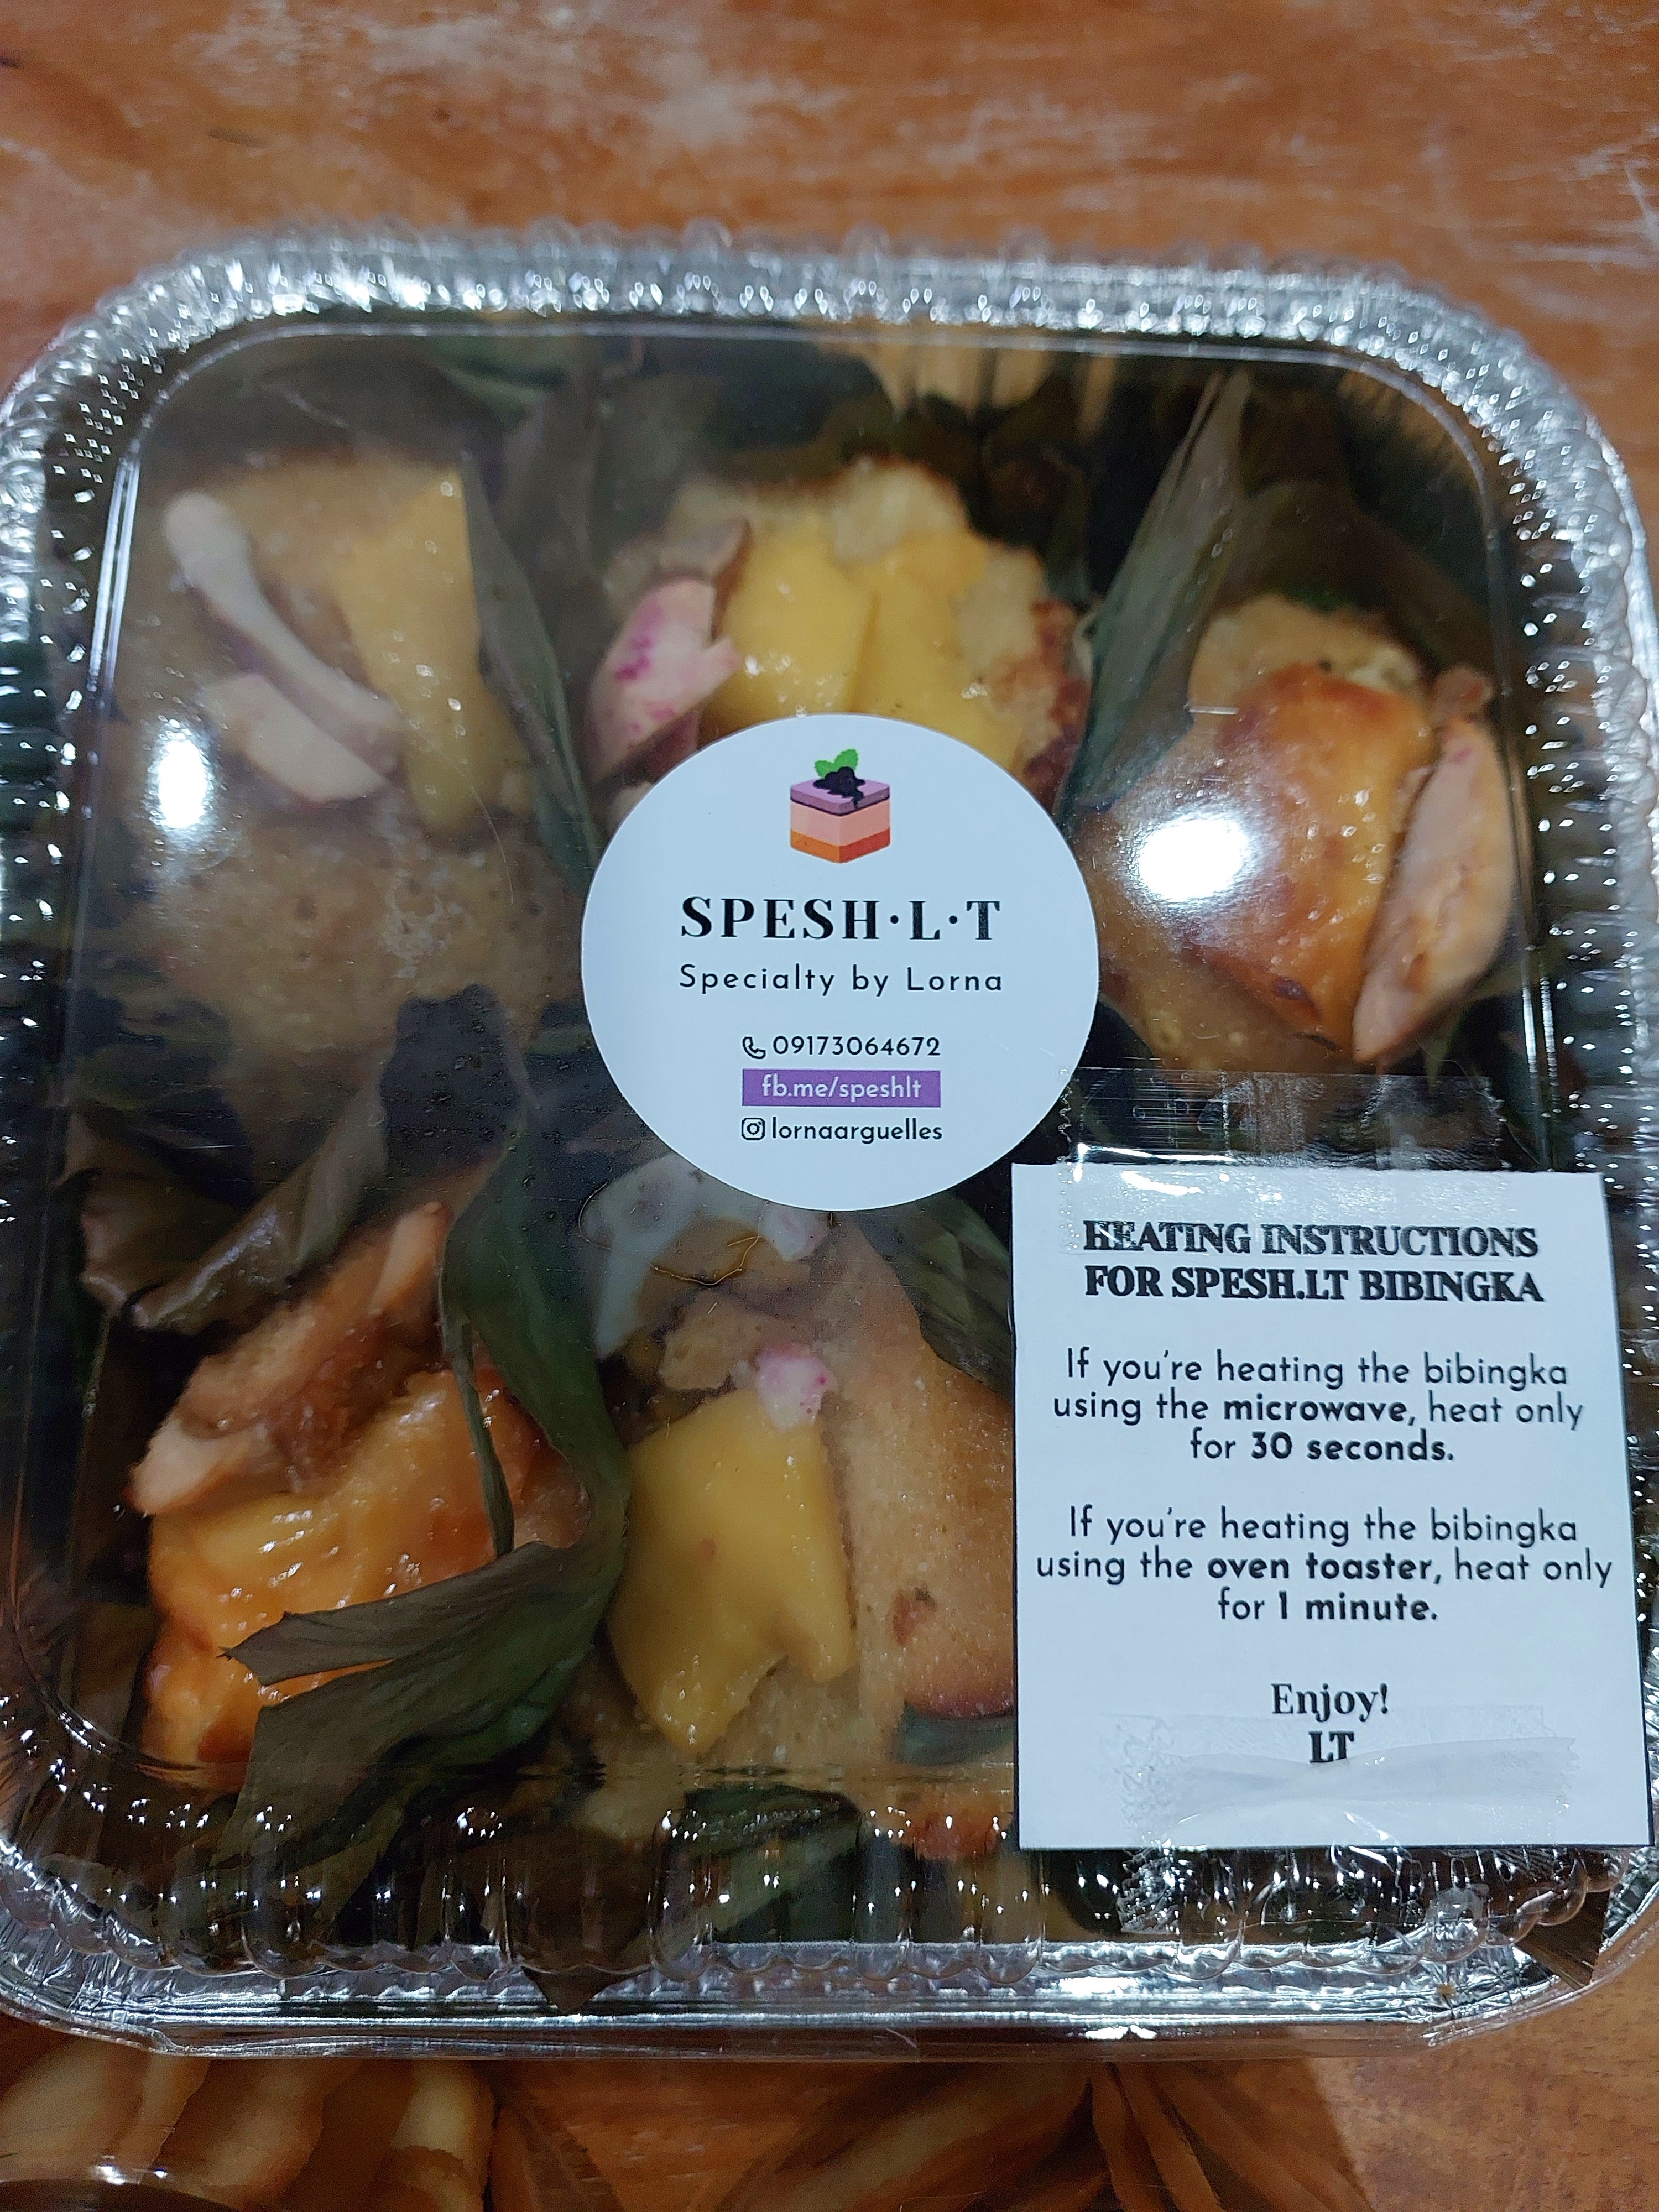 SPESH·L·T
Specialty by Lorna
09173064672
fb.me/speshlt
lornaarguelles
HEATING INSTRUCTIONS
FOR SPESH.LT BIBINGKA
If you're heating the bibingka
using the microwave, heat only
for 30 seconds.
If you're heating the bibingka
using the oven toaster, heat only
for 1 minute.
Enjoy!
LT